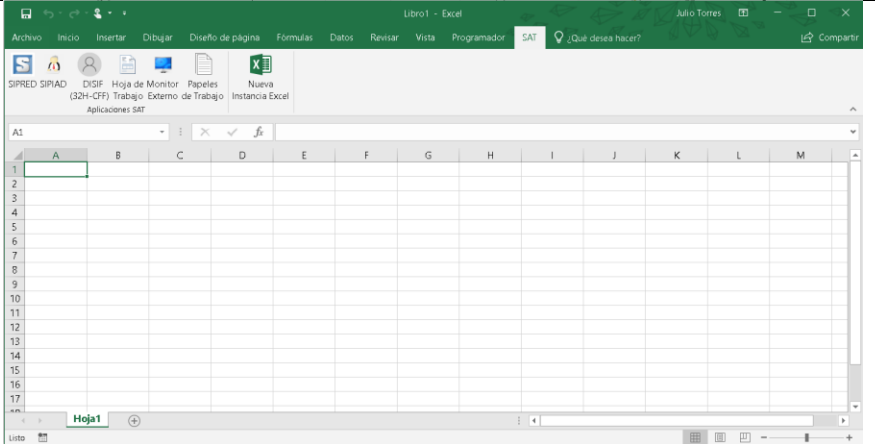 Libro1 - Excel
Julio Torres
Archivo Inicio Insertar Dibujar Diseño de página Fórmulas Datos Revisar Vista Programador SAT ¿Qué desea hacer? Compartir
SIPRED SIPIAD DISIF Hoja de Monitor Papeles Nueva
(32H-CFF) Trabajo Externo de Trabajo Instancia Excel
Aplicaciones SAT
A1 fx
A B C D E F G H I J K L M
1
2
3
4
5
6
7
8
9
10
11
12
13
14
15
16
17
Hoja1
Listo